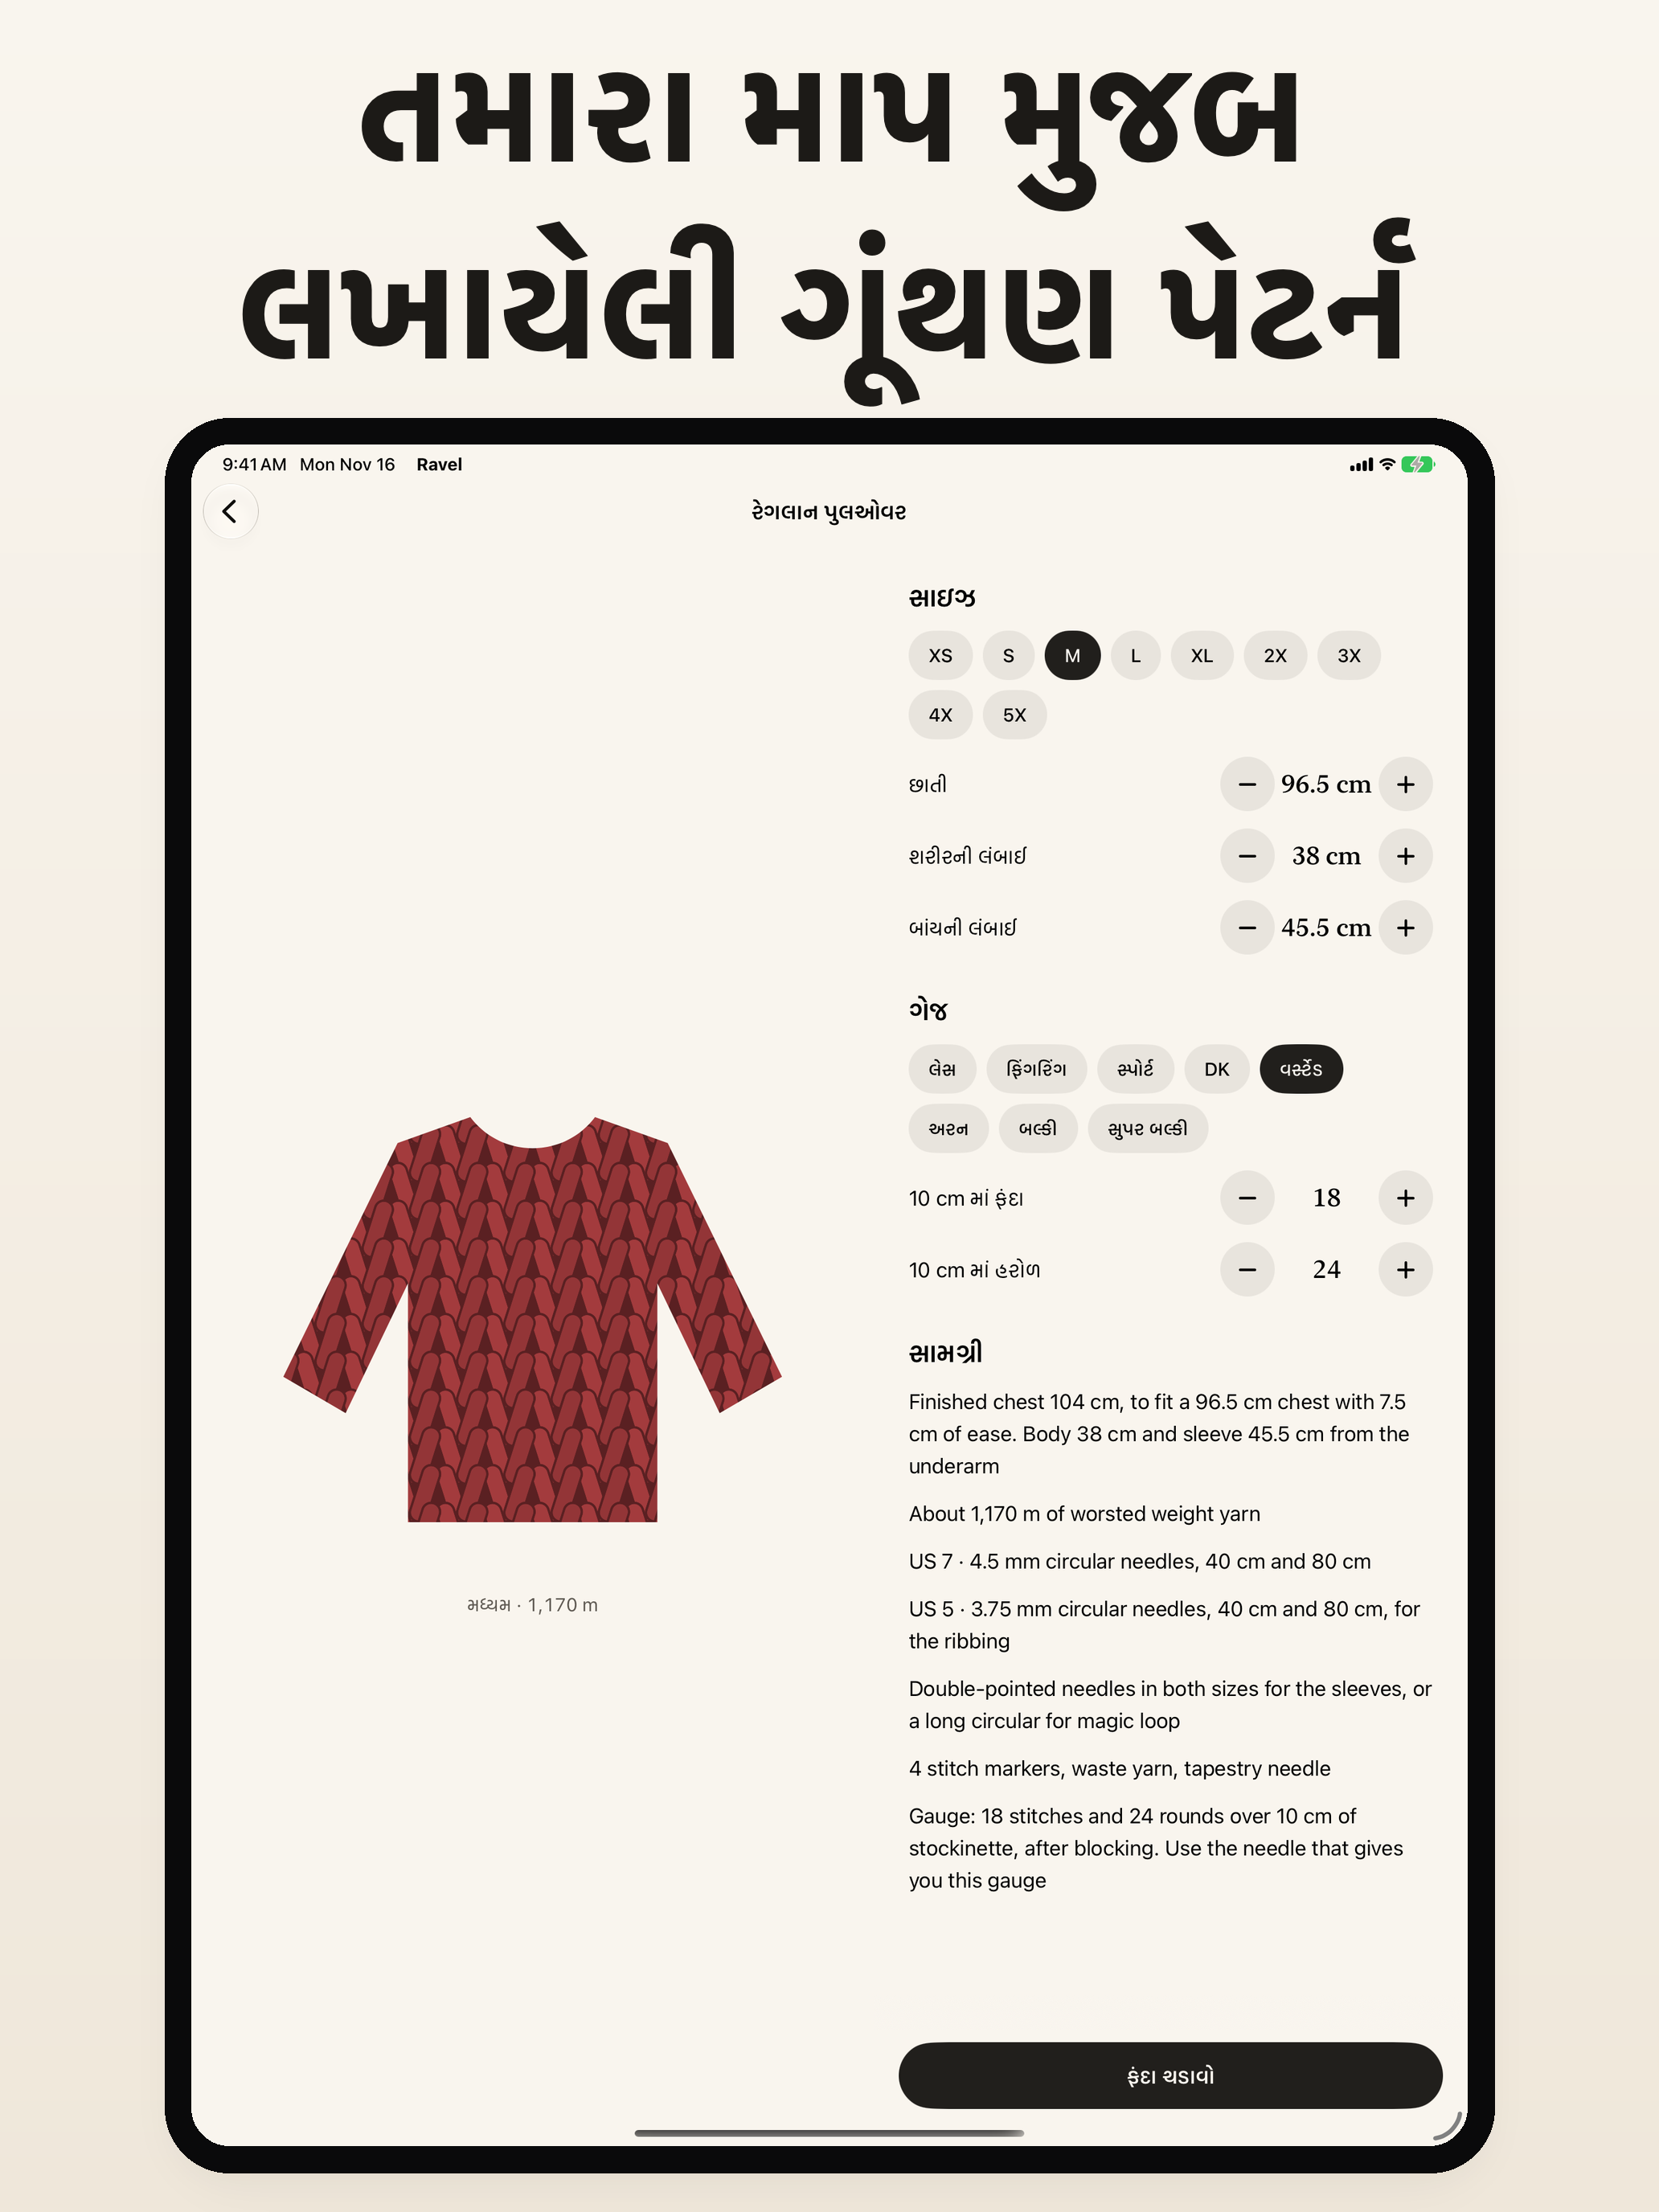 તમારા માપ મુજબ
લખાયેલી ગૂંથણ પેટર્ન
9:41 AM Mon Nov 16 Ravel
રેગલાન પુલઓવર
સાઇઝ
XS S M L XL 2X 3X
4X 5X
છાતી − 96.5 cm +
શરીરની લંબાઈ − 38 cm +
બાંયની લંબાઈ − 45.5 cm +
ગેજ
લેસ ફિંગરિંગ સ્પોર્ટ DK વર્સ્ટેડ
અરન બલ્કી સુપર બલ્કી
10 cm માં ફંદા − 18 +
10 cm માં હરોળ − 24 +
સામગ્રી
Finished chest 104 cm, to fit a 96.5 cm chest with 7.5
cm of ease. Body 38 cm and sleeve 45.5 cm from the
underarm
About 1,170 m of worsted weight yarn
US 7 · 4.5 mm circular needles, 40 cm and 80 cm
US 5 · 3.75 mm circular needles, 40 cm and 80 cm, for
the ribbing
Double-pointed needles in both sizes for the sleeves, or
a long circular for magic loop
4 stitch markers, waste yarn, tapestry needle
Gauge: 18 stitches and 24 rounds over 10 cm of
stockinette, after blocking. Use the needle that gives
you this gauge
મધ્યમ · 1,170 m
ફંદા ચડાવો